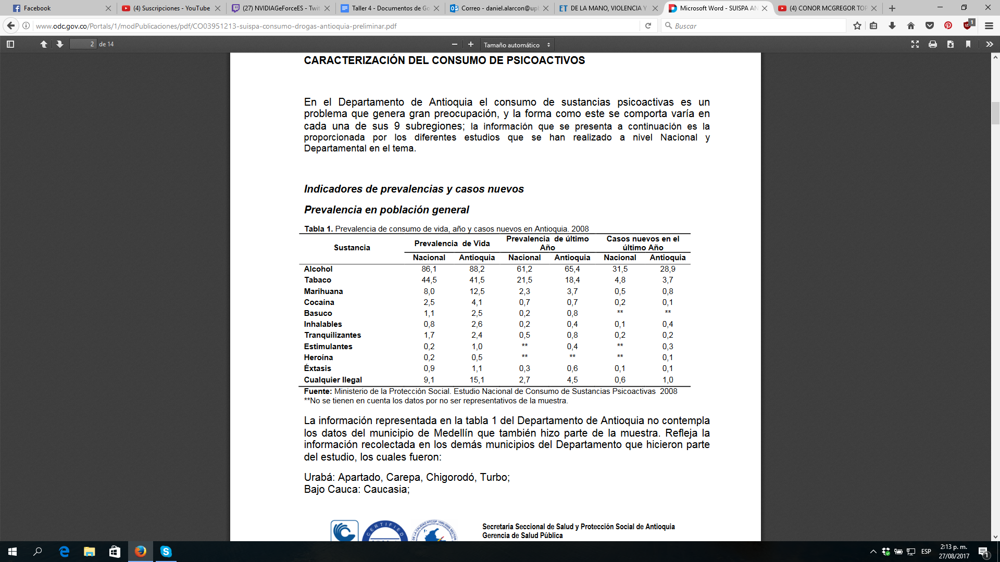 Facebook
(4) Suscripciones - YouTube
(27) NVIDIAGeForceES - Twit
Taller 4 - Documentos de Go
Correo - daniel.alarcon@upb
ET DE LA MANO, VIOLENCIA Y
Microsoft Word - SUISPA AN
(4) CONOR MCGREGOR TOP
www.odc.gov.co/Portals/1/modPublicaciones/pdf/CO03951213-suispa-consumo-drogas-antioquia-preliminar.pdf
Buscar
1
2 de 14
Tamaño automático
CARACTERIZACIÓN DEL CONSUMO DE PSICOACTIVOS
En el Departamento de Antioquia el consumo de sustancias psicoactivas es un
problema que genera gran preocupación, y la forma como este se comporta varía en
cada una de sus 9 subregiones; la información que se presenta a continuación es la
proporcionada por los diferentes estudios que se han realizado a nivel Nacional y
Departamental en el tema.
Indicadores de prevalencias y casos nuevos
Prevalencia en población general
Tabla 1. Prevalencia de consumo de vida, año y casos nuevos en Antioquia. 2008
Sustancia Prevalencia de Vida Prevalencia de último Año Casos nuevos en el último Año
Nacional Antioquia Nacional Antioquia Nacional Antioquia
Alcohol 86,1 88,2 61,2 65,4 31,5 28,9
Tabaco 44,5 41,5 21,5 18,4 4,8 3,7
Marihuana 8,0 12,5 2,3 3,7 0,5 0,8
Cocaína 2,5 4,1 0,7 0,7 0,2 0,1
Basuco 1,1 2,5 0,2 0,8 ** **
Inhalables 0,8 2,6 0,2 0,4 0,1 0,4
Tranquilizantes 1,7 2,4 0,5 0,8 0,2 0,2
Estimulantes 0,2 1,0 ** 0,4 ** 0,3
Heroína 0,2 0,5 ** ** ** 0,1
Éxtasis 0,9 1,1 0,3 0,6 0,1 0,1
Cualquier Ilegal 9,1 15,1 2,7 4,5 0,6 1,0
Fuente: Ministerio de la Protección Social. Estudio Nacional de Consumo de Sustancias Psicoactivas 2008
**No se tienen en cuenta los datos por no ser representativos de la muestra.
La información representada en la tabla 1 del Departamento de Antioquia no contempla
los datos del municipio de Medellín que también hizo parte de la muestra. Refleja la
información recolectada en los demás municipios del Departamento que hicieron parte
del estudio, los cuales fueron:
Urabá: Apartado, Carepa, Chigorodó, Turbo;
Bajo Cauca: Caucasia;
CERTIFIED
DE LA CALIDAD NTCGP 1000:2009 SECTOR
Secretaría Seccional de Salud y Protección Social de Antioquia
Gerencia de Salud Pública
ESP
2:13 p. m.
27/08/2017
1